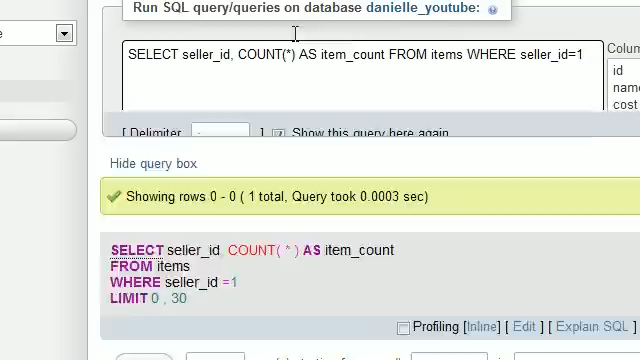 Run SQL query/queries on database danielle_youtube:
SELECT seller_id, COUNT(*) AS item_count FROM items WHERE seller_id=1
Colum
id
name
cost
[ Delimiter ; ] Show this query here again
Hide query box
Showing rows 0 - 0 ( 1 total, Query took 0.0003 sec)
SELECT seller_id, COUNT( * ) AS item_count
FROM items
WHERE seller_id =1
LIMIT 0 , 30
Profiling [Inline] [ Edit ] [ Explain SQL ]